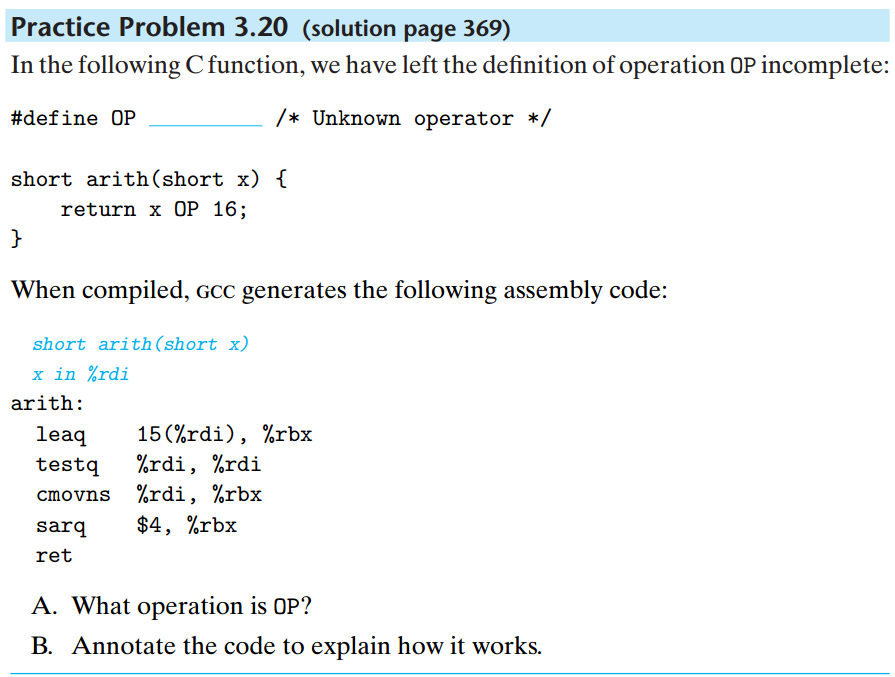 Practice Problem 3.20 (solution page 369)
In the following C function, we have left the definition of operation OP incomplete:
#define OP __________ /* Unknown operator */
short arith(short x) {
    return x OP 16;
}
When compiled, GCC generates the following assembly code:
short arith(short x)
x in %rdi
arith:
  leaq    15(%rdi), %rbx
  testq   %rdi, %rdi
  cmovns  %rdi, %rbx
  sarq    $4, %rbx
  ret
A. What operation is OP?
B. Annotate the code to explain how it works.